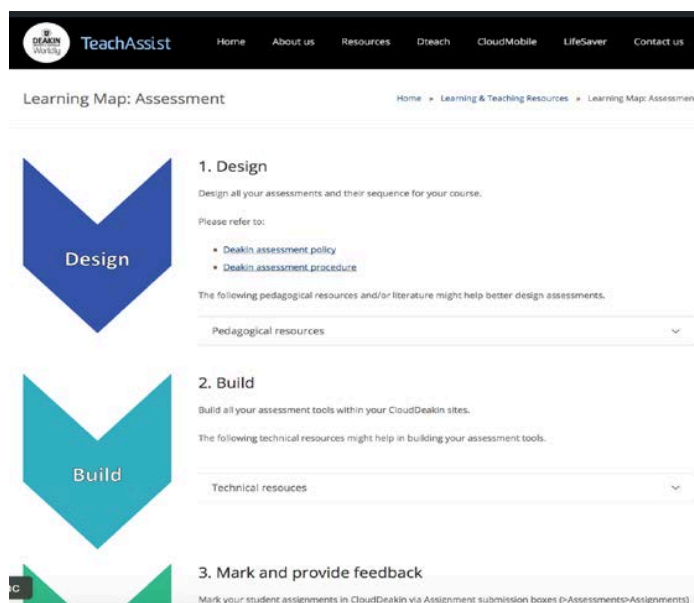 DEAKIN
Worldly
TeachAssist
Home About us Resources Dteach CloudMobile LifeSaver Contact us
Learning Map: Assessment
Home » Learning & Teaching Resources » Learning Map: Assessmen
Design
1. Design
Design all your assessments and their sequence for your course.
Please refer to:
• Deakin assessment policy
• Deakin assessment procedure
The following pedagogical resources and/or literature might help better design assessments.
Pedagogical resources
Build
2. Build
Build all your assessment tools within your CloudDeakin sites.
The following technical resources might help in building your assessment tools.
Technical resouces
3. Mark and provide feedback
Mark your student assignments in CloudDeakin via Assignment submission boxes (>Assessments>Assignments)